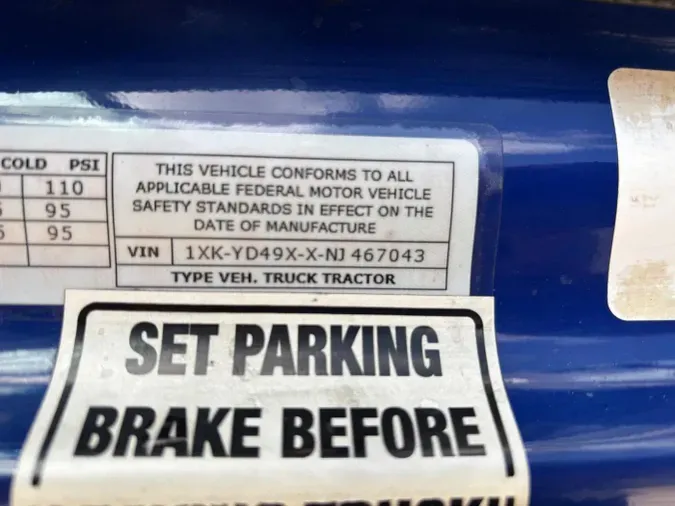 COLD PSI
110
95
95
THIS VEHICLE CONFORMS TO ALL
APPLICABLE FEDERAL MOTOR VEHICLE
SAFETY STANDARDS IN EFFECT ON THE
DATE OF MANUFACTURE
VIN 1XK-YD49X-X-NJ 467043
TYPE VEH. TRUCK TRACTOR
SET PARKING
BRAKE BEFORE